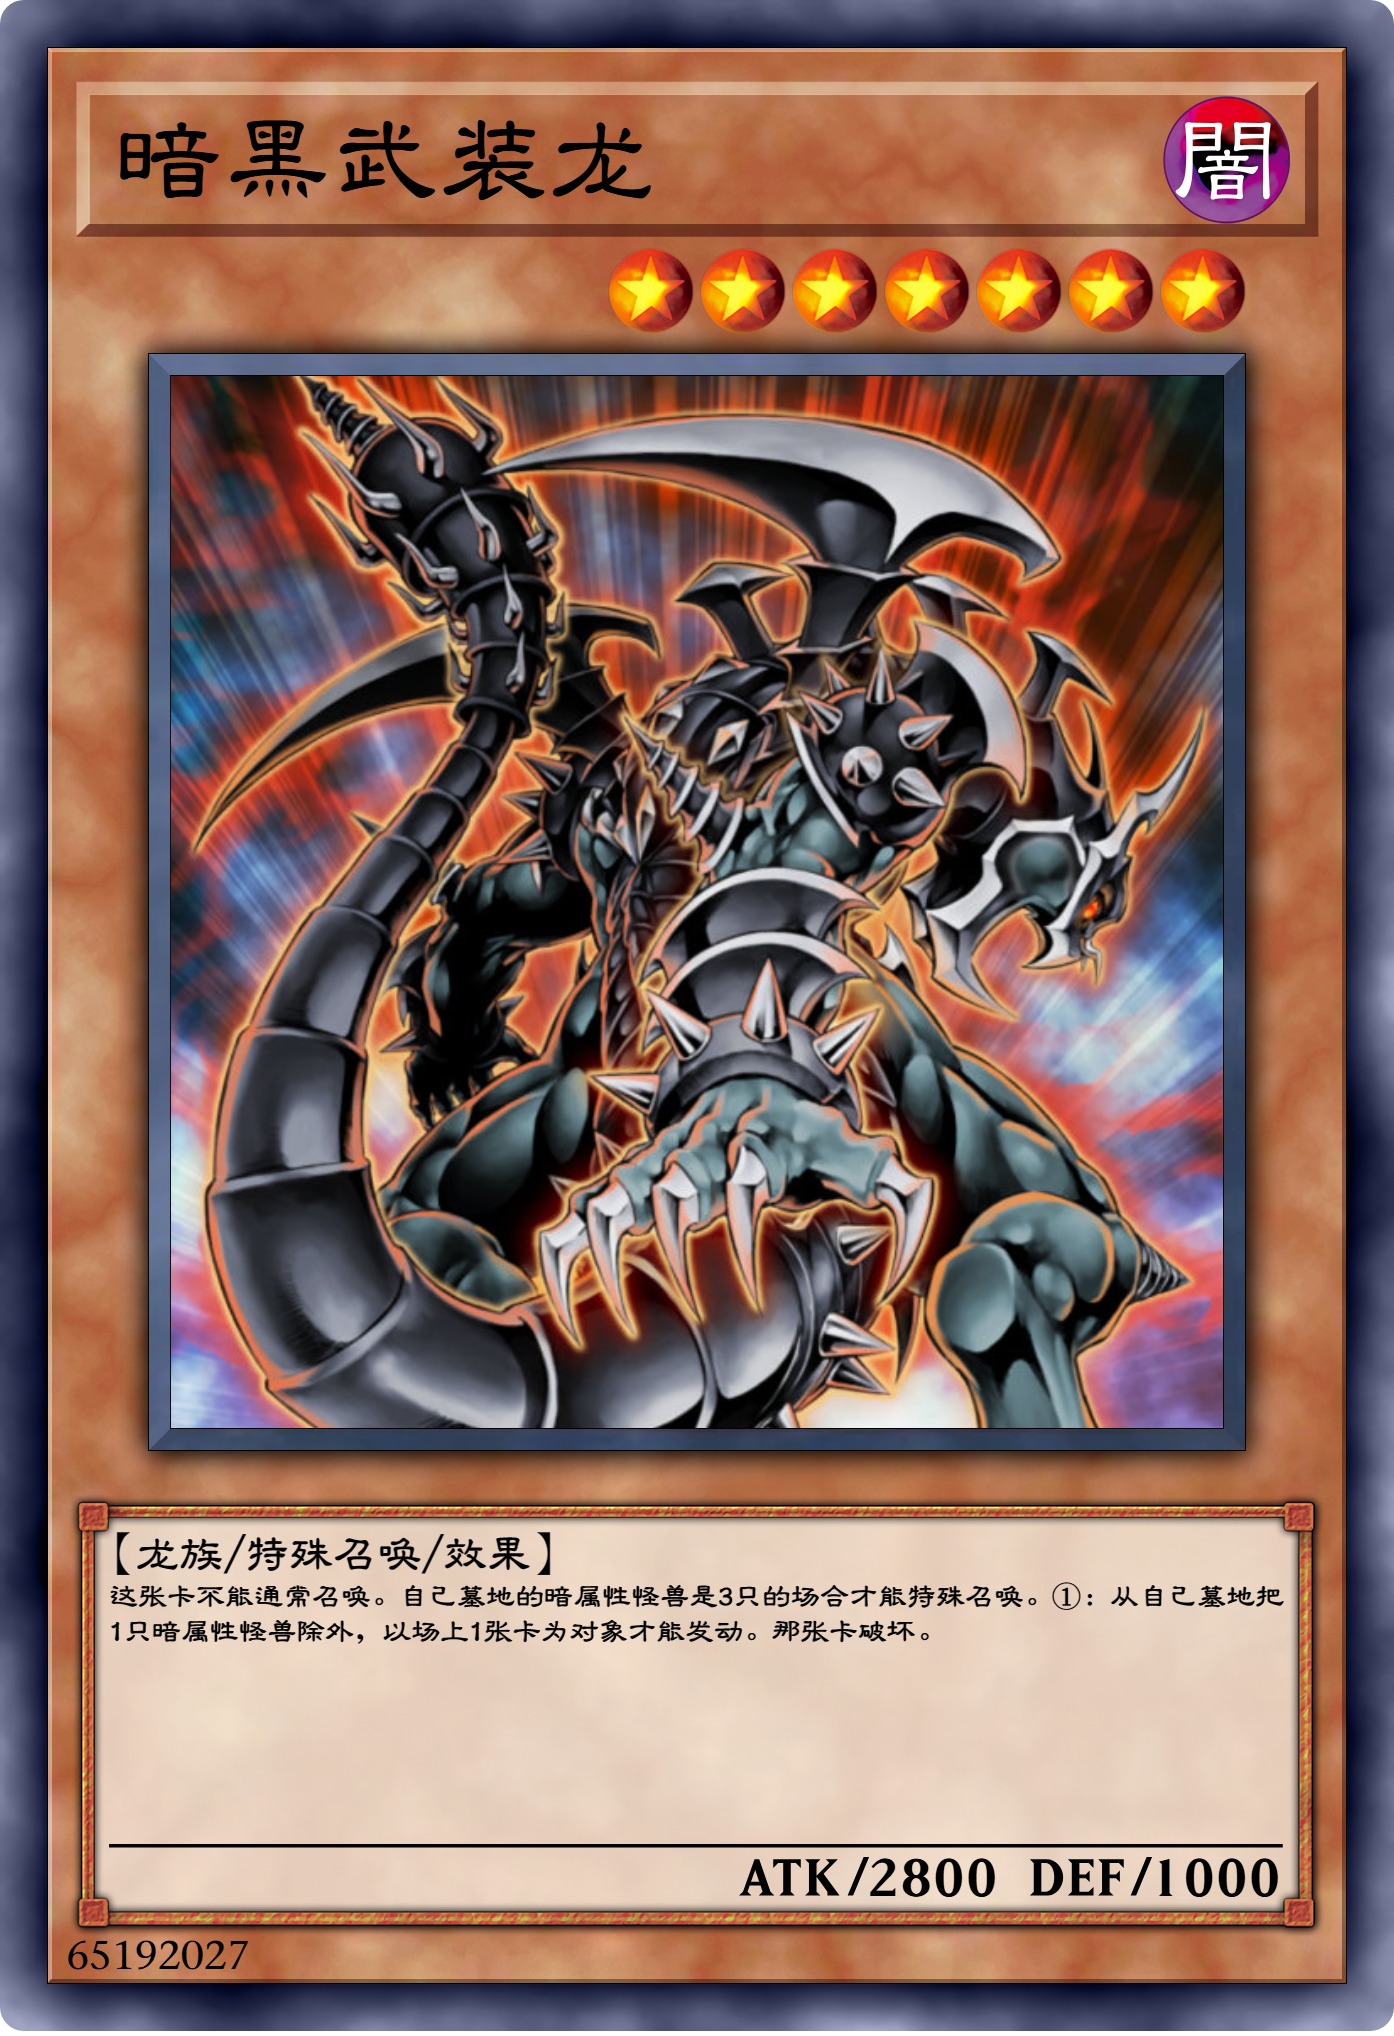 暗黑武装龙
闇
【龙族/特殊召唤/效果】
这张卡不能通常召唤。自己墓地的暗属性怪兽是3只的场合才能特殊召唤。①：从自己墓地把
1只暗属性怪兽除外，以场上1张卡为对象才能发动。那张卡破坏。
ATK/2800 DEF/1000
65192027